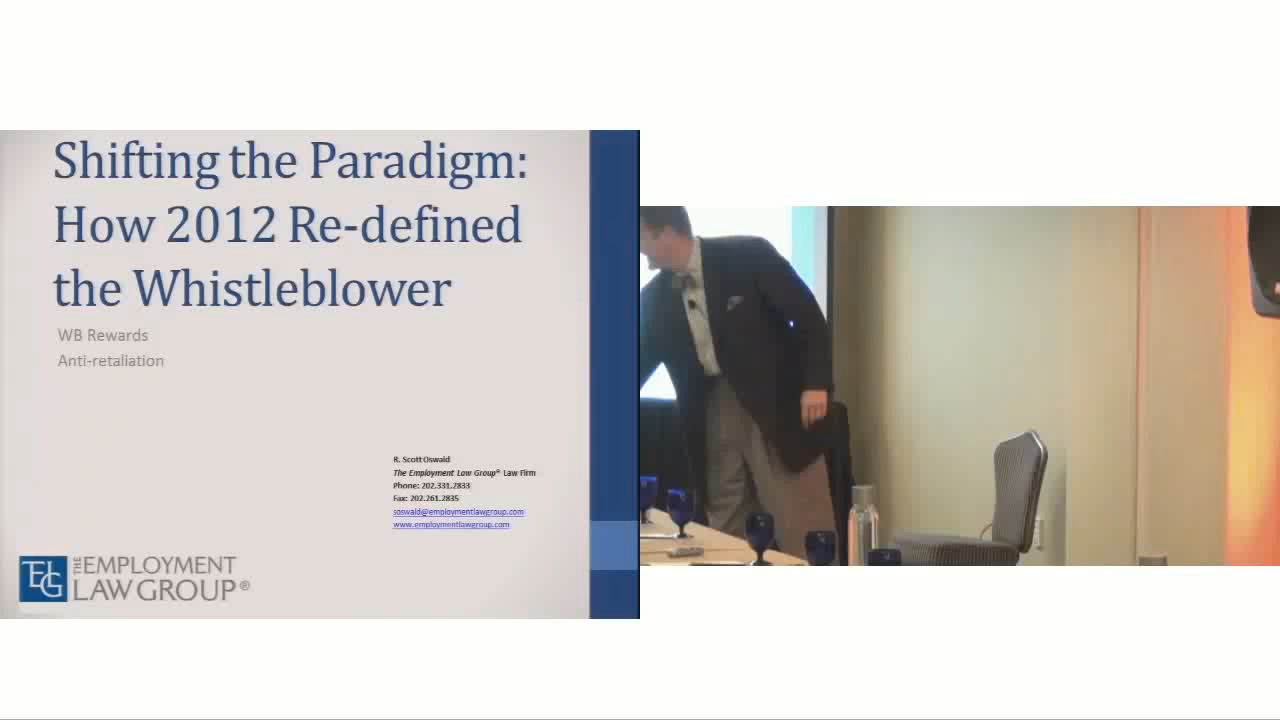 Shifting the Paradigm:
How 2012 Re-defined
the Whistleblower
WB Rewards
Anti-retaliation
R. Scott Oswald
The Employment Law Group® Law Firm
Phone: 202.331.2833
Fax: 202.261.2835
soswald@employmentlawgroup.com
www.employmentlawgroup.com
TELG
THE EMPLOYMENT
LAW GROUP®